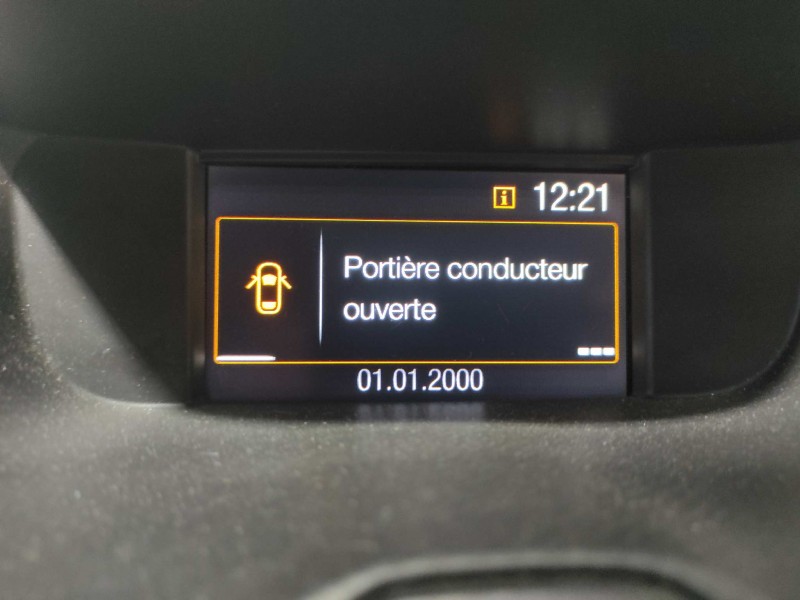 12:21
Portière conducteur
ouverte
01.01.2000